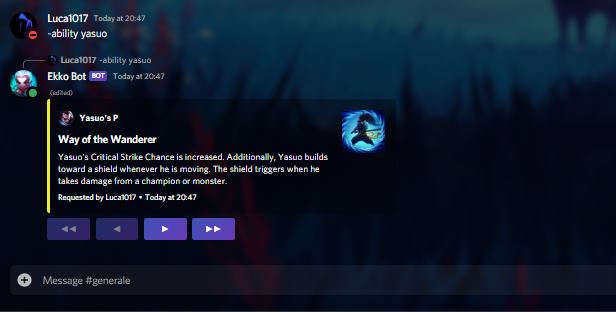 Luca1017 Today at 20:47
-ability yasuo
Luca1017 -ability yasuo
Ekko Bot BOT Today at 20:47
(edited)
Yasuo's P
Way of the Wanderer
Yasuo's Critical Strike Chance is increased. Additionally, Yasuo builds
toward a shield whenever he is moving. The shield triggers when he
takes damage from a champion or monster.
Requested by Luca1017 • Today at 20:47
Message #generale